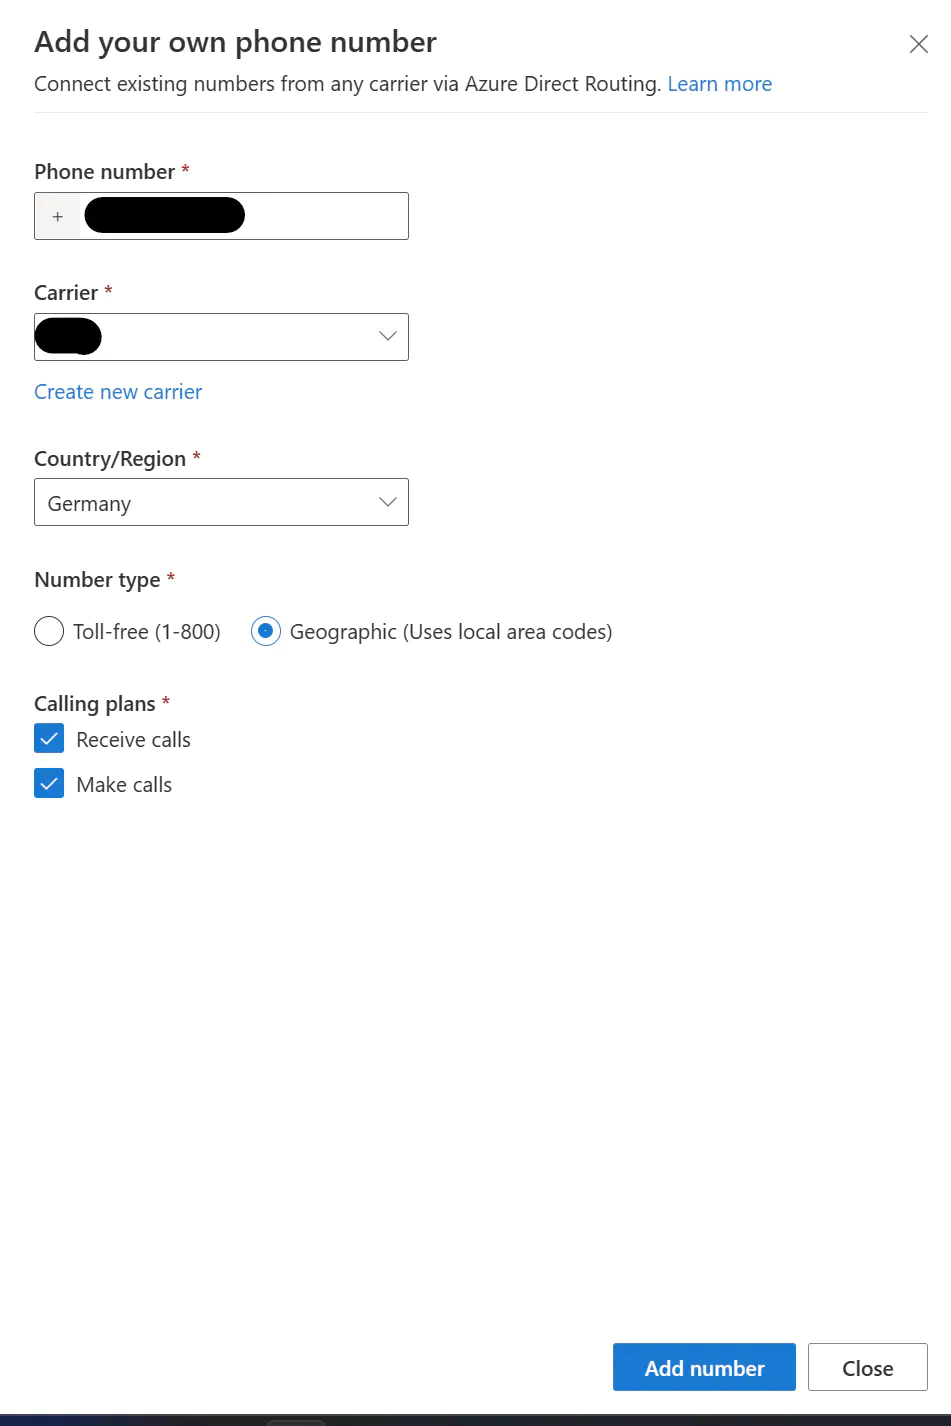 Add your own phone number
Connect existing numbers from any carrier via Azure Direct Routing. Learn more
Phone number *
+
Carrier *
Create new carrier
Country/Region *
Germany
Number type *
Toll-free (1-800) Geographic (Uses local area codes)
Calling plans *
Receive calls
Make calls
Add number Close